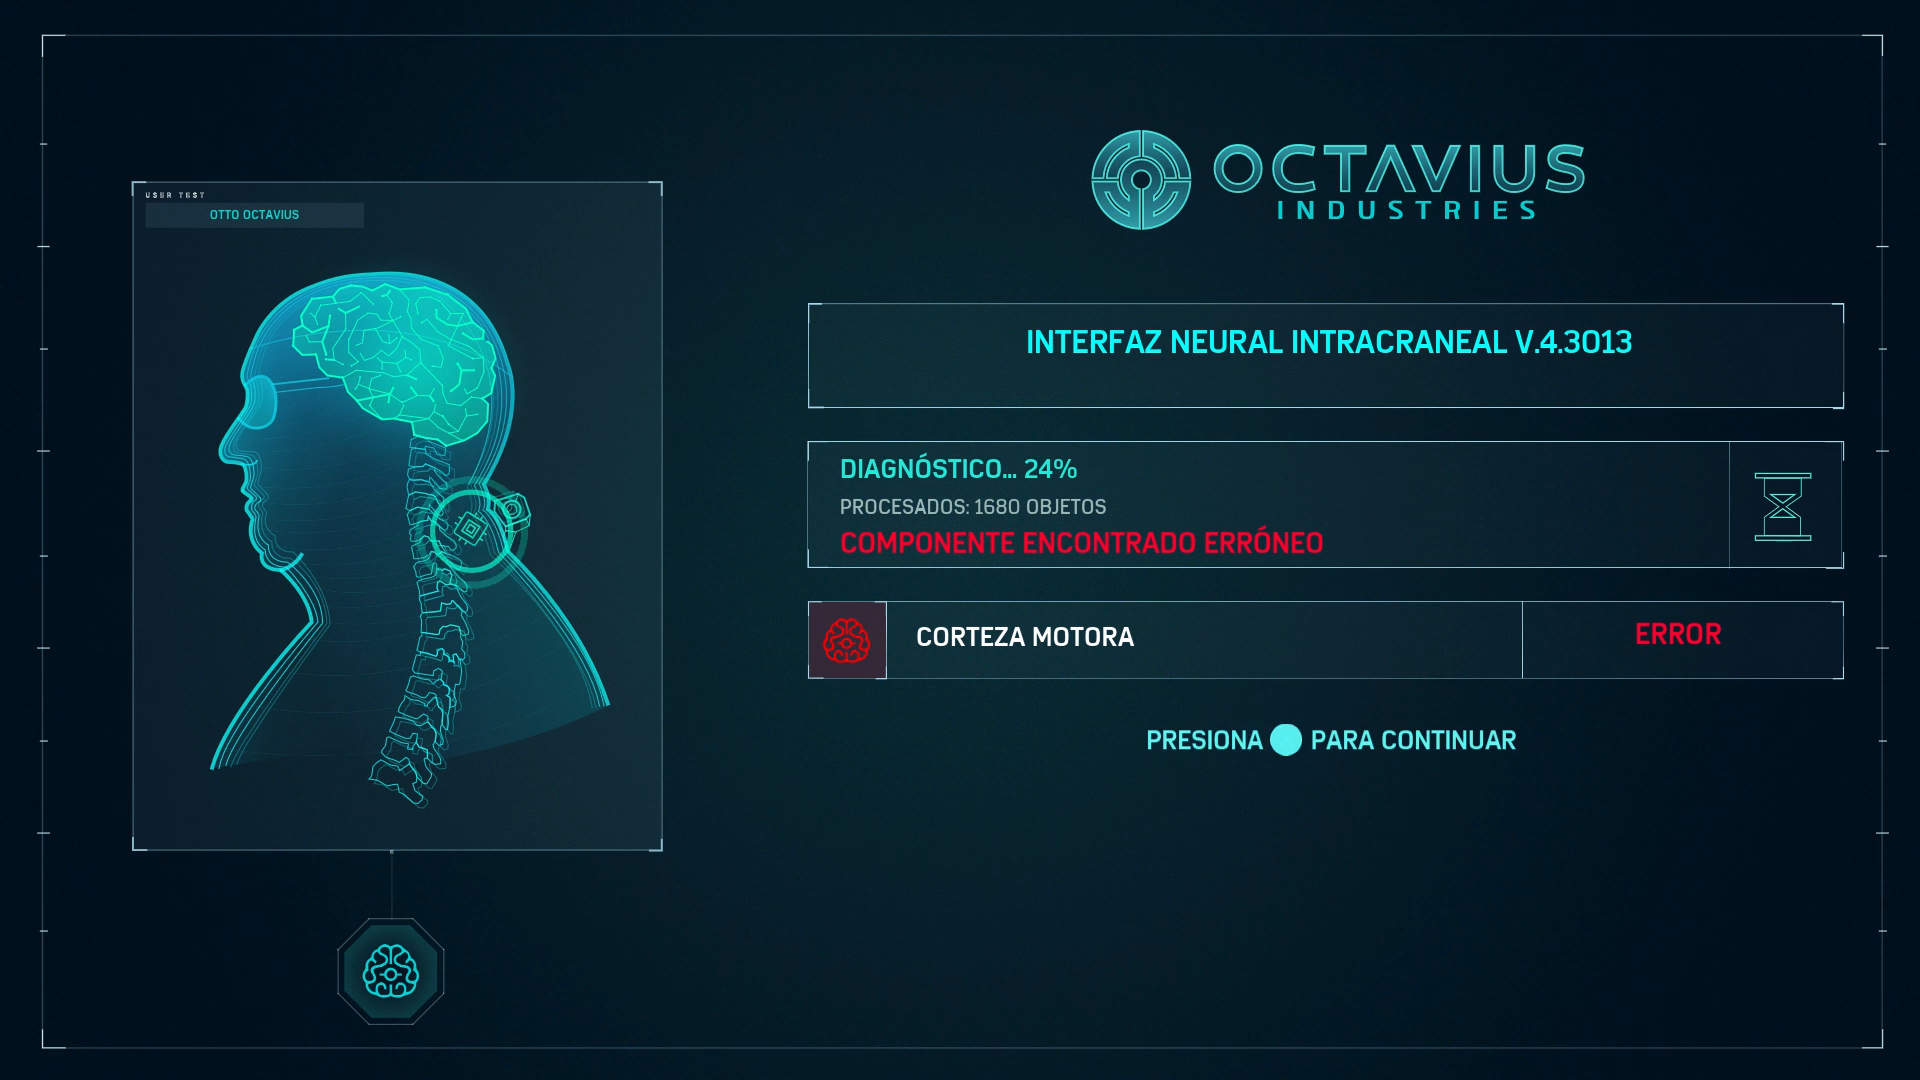 USER TEST
OTTO OCTAVIUS
OCTAVIUS
INDUSTRIES
INTERFAZ NEURAL INTRACRANEAL V.4.3013
DIAGNÓSTICO... 24%
PROCESADOS: 1680 OBJETOS
COMPONENTE ENCONTRADO ERRÓNEO
CORTEZA MOTORA
ERROR
PRESIONA PARA CONTINUAR